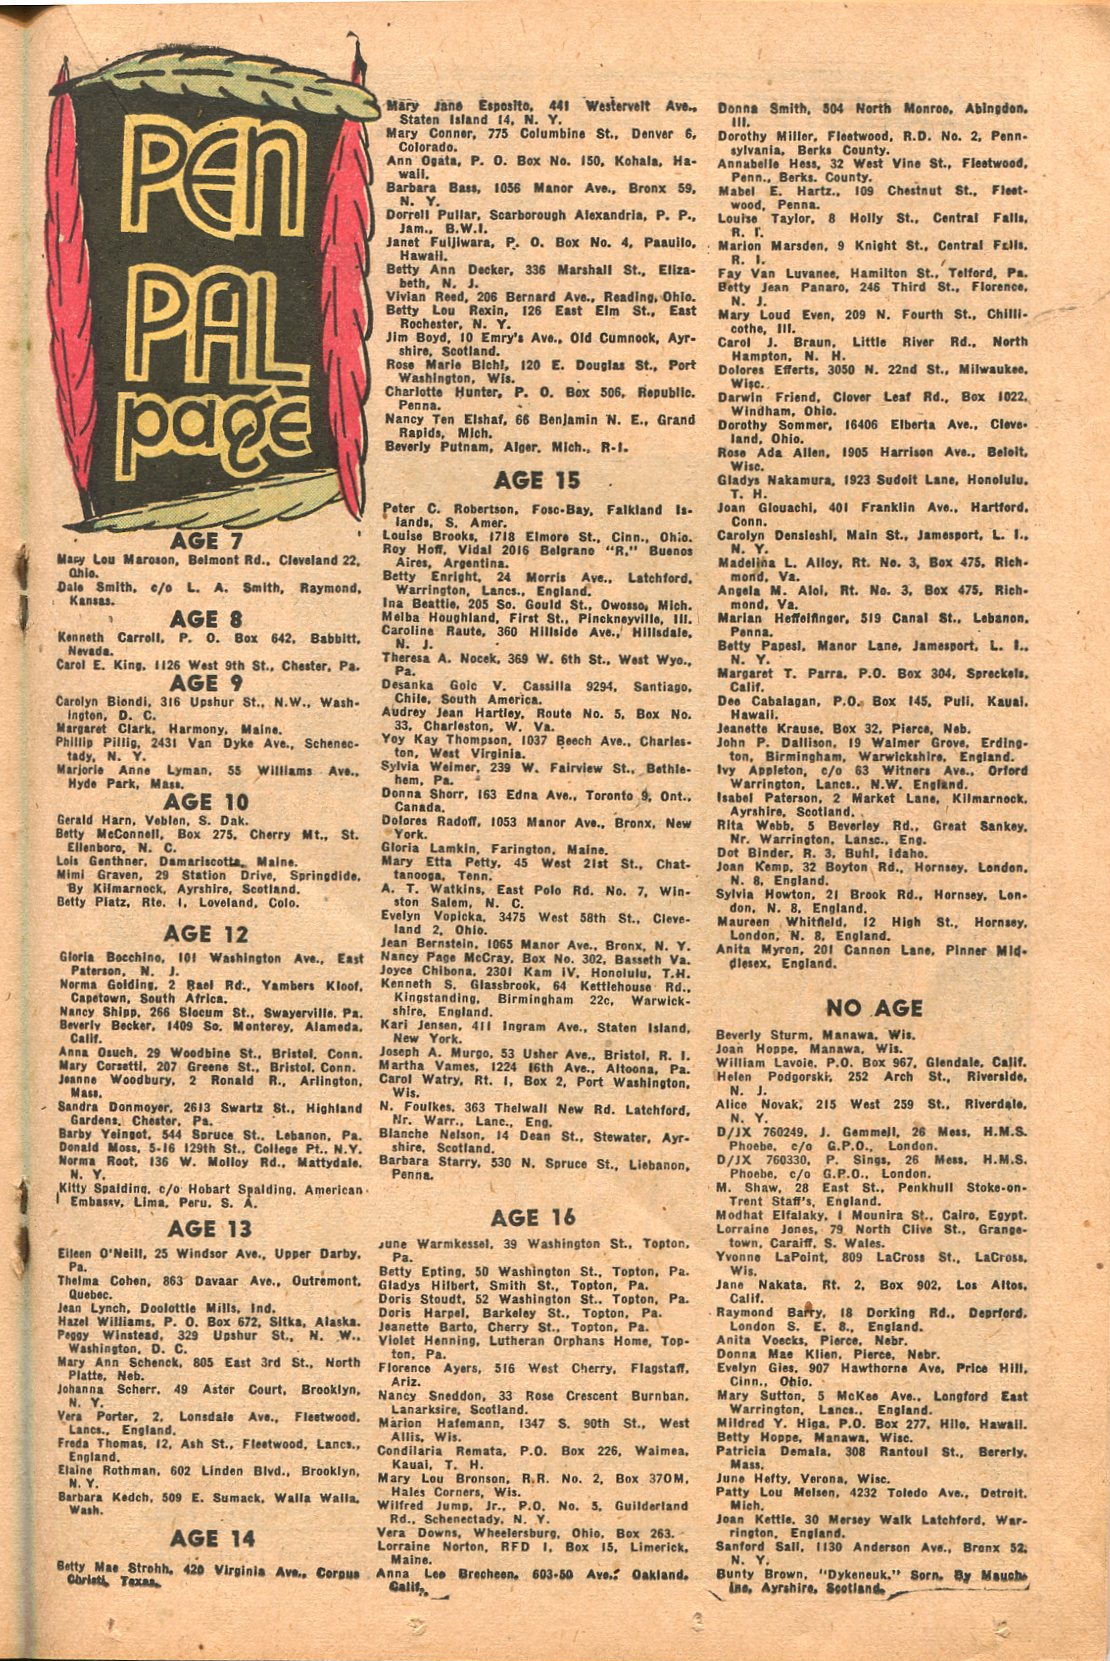 PEN
PAL
page
AGE 7
Mary Lou Maroson, Belmont Rd., Cleveland 22,
Ohio.
Dale Smith, c/o L. A. Smith, Raymond,
Kansas.
AGE 8
Kenneth Carroll, P. O. Box 642, Babbitt,
Nevada.
Carol E. King, 1126 West 9th St., Chester, Pa.
AGE 9
Carolyn Biondi, 316 Upshur St., N.W., Wash-
ington, D. C.
Margaret Clark, Harmony, Maine.
Phillip Pillig, 2431 Van Dyke Ave., Schenec-
tady, N. Y.
Marjorie Anne Lyman, 55 Williams Ave.,
Hyde Park, Mass.
AGE 10
Gerald Harn, Veblen, S. Dak.
Betty McConnell, Box 275, Cherry Mt., St.
Ellenboro, N. C.
Lois Genthner, Damariscotta, Maine.
Mimi Graven, 29 Station Drive, Springdide,
By Kilmarnock, Ayrshire, Scotland.
Betty Platz, Rte. 1, Loveland, Colo.
AGE 12
Gloria Bocchino, 101 Washington Ave., East
Paterson, N. J.
Norma Golding, 2 Rael Rd., Yambers Kloof,
Capetown, South Africa.
Nancy Shipp, 266 Slocum St., Swayerville, Pa.
Beverly Becker, 1409 So. Monterey, Alameda,
Calif.
Anna Osuch, 29 Woodbine St., Bristol, Conn.
Mary Corsetti, 207 Greene St., Bristol, Conn.
Jeanne Woodbury, 2 Ronald R., Arlington,
Mass.
Sandra Donmoyer, 2613 Swartz St., Highland
Gardens, Chester, Pa.
Barby Yeingot, 544 Spruce St., Lebanon, Pa.
Donald Moss, 5-16 129th St., College Pt., N.Y.
Norma Root, 136 W. Molloy Rd., Mattydale,
N. Y.
Kitty Spalding, c/o Hobart Spalding, American
Embassy, Lima, Peru, S. A.
AGE 13
Eileen O'Neill, 25 Windsor Ave., Upper Darby,
Pa.
Thelma Cohen, 863 Davaar Ave., Outremont,
Quebec.
Jean Lynch, Doolottle Mills, Ind.
Hazel Williams, P. O. Box 672, Sitka, Alaska.
Peggy Winstead, 329 Upshur St., N. W.,
Washington, D. C.
Mary Ann Schenck, 805 East 3rd St., North
Platte, Neb.
Johanna Scherr, 49 Aster Court, Brooklyn,
N. Y.
Vera Porter, 2, Lonsdale Ave., Fleetwood,
Lancs., England.
Freda Thomas, 12, Ash St., Fleetwood, Lancs.,
England.
Elaine Rothman, 602 Linden Blvd., Brooklyn,
N. Y.
Barbara Kedch, 509 E. Sumack, Walla Walla,
Wash.
AGE 14
Betty Mae Strohh, 420 Virginia Ave., Corpus
Christi, Texas.
Mary Jane Esposito, 441 Westervelt Ave.,
Staten Island 14, N. Y.
Mary Conner, 775 Columbine St., Denver 6,
Colorado.
Ann Ogata, P. O. Box No. 150, Kohala, Ha-
waii.
Barbara Bass, 1056 Manor Ave., Bronx 59,
N. Y.
Dorrell Pullar, Scarborough Alexandria, P. P.,
Jam., B.W.I.
Janet Fuijiwara, P. O. Box No. 4, Paauilo,
Hawaii.
Betty Ann Decker, 336 Marshall St., Eliza-
beth, N. J.
Vivian Reed, 206 Bernard Ave., Reading, Ohio.
Betty Lou Rexin, 126 East Elm St., East
Rochester, N. Y.
Jim Boyd, 10 Emry's Ave., Old Cumnock, Ayr-
shire, Scotland.
Rose Marie Bichl, 120 E. Douglas St., Port
Washington, Wis.
Charlotte Hunter, P. O. Box 506, Republic.
Penna.
Nancy Ten Elshaf, 66 Benjamin N. E., Grand
Rapids, Mich.
Beverly Putnam, Alger, Mich., R-1.
AGE 15
Peter C. Robertson, Fosc-Bay, Falkland Is-
lands, S. Amer.
Louise Brooks, 1718 Elmore St., Cinn., Ohio.
Roy Hoff, Vidal 2016 Belgrano "R," Buenos
Aires, Argentina.
Betty Enright, 24 Morris Ave., Latchford,
Warrington, Lancs., England.
Ina Beattie, 205 So. Gould St., Owosso, Mich.
Melba Houghland, First St., Pinckneyville, Ill.
Caroline Raute, 360 Hillside Ave., Hillsdale,
N. J.
Theresa A. Nocek, 369 W. 6th St., West Wyo.,
Pa.
Desanka Goic V. Cassilla 9294, Santiago,
Chile, South America.
Audrey Jean Hartley, Route No. 5, Box No.
33, Charleston, W. Va.
Yoy Kay Thompson, 1037 Beech Ave., Charles-
ton, West Virginia.
Sylvia Weimer, 239 W. Fairview St., Bethle-
hem, Pa.
Donna Shorr, 163 Edna Ave., Toronto 9, Ont.,
Canada.
Dolores Radoff, 1053 Manor Ave., Bronx, New
York.
Gloria Lamkin, Farington, Maine.
Mary Etta Petty, 45 West 21st St., Chat-
tanooga, Tenn.
A. T. Watkins, East Polo Rd. No. 7, Win-
ston Salem, N. C.
Evelyn Vopicka, 3475 West 58th St., Cleve-
land 2, Ohio.
Jean Bernstein, 1065 Manor Ave., Bronx, N. Y.
Nancy Page McCray, Box No. 302, Basseth Va.
Joyce Chibona, 2301 Kam IV, Honolulu, T.H.
Kenneth S. Glassbrook, 64 Kettlehouse Rd.,
Kingstanding, Birmingham 22c, Warwick-
shire, England.
Kari Jensen, 411 Ingram Ave., Staten Island,
New York.
Joseph A. Murgo, 53 Usher Ave., Bristol, R. I.
Martha Vames, 1224 16th Ave., Altoona, Pa.
Carol Watry, Rt. 1, Box 2, Port Washington,
Wis.
N. Foulkes, 363 Thelwall New Rd. Latchford,
Nr. Warr., Lanc., Eng.
Blanche Nelson, 14 Dean St., Stewater, Ayr-
shire, Scotland.
Barbara Starry, 530 N. Spruce St., Liebanon,
Penna.
AGE 16
June Warmkessel, 39 Washington St., Topton,
Pa.
Betty Epting, 50 Washington St., Topton, Pa.
Gladys Hilbert, Smith St., Topton, Pa.
Doris Stoudt, 52 Washington St., Topton, Pa.
Doris Harpel, Barkeley St., Topton, Pa.
Jeanette Barto, Cherry St., Topton, Pa.
Violet Henning, Lutheran Orphans Home, Top-
ton, Pa.
Florence Ayers, 516 West Cherry, Flagstaff,
Ariz.
Nancy Sneddon, 33 Rose Crescent Burnban,
Lanarksire, Scotland.
Marion Hafemann, 1347 S. 90th St., West
Allis, Wis.
Condilaria Remata, P.O. Box 226, Waimea,
Kauai, T. H.
Mary Lou Bronson, R.R. No. 2, Box 370M,
Hales Corners, Wis.
Wilfred Jump, Jr., P.O. No. 5, Guilderland
Rd., Schenectady, N. Y.
Vera Downs, Wheelersburg, Ohio, Box 263.
Lorraine Norton, RFD 1, Box 15, Limerick,
Maine.
Anna Lee Brecheen, 603-50 Ave., Oakland,
Calif.
Donna Smith, 504 North Monroe, Abingdon,
Ill.
Dorothy Miller, Fleetwood, R.D. No. 2, Penn-
sylvania, Berks County.
Annabelle Hess, 32 West Vine St., Fleetwood,
Penn., Berks. County.
Mabel E. Hartz., 109 Chestnut St., Fleet-
wood, Penna.
Louise Taylor, 8 Holly St., Central Falls,
R. I.
Marion Marsden, 9 Knight St., Central Falls,
R. I.
Fay Van Luvanee, Hamilton St., Telford, Pa.
Betty Jean Panaro, 246 Third St., Florence,
N. J.
Mary Loud Even, 209 N. Fourth St., Chilli-
cothe, Ill.
Carol J. Braun, Little River Rd., North
Hampton, N. H.
Dolores Efferts, 3050 N. 22nd St., Milwaukee,
Wisc.
Darwin Friend, Clover Leaf Rd., Box 1022,
Windham, Ohio.
Dorothy Sommer, 16406 Elberta Ave., Cleve-
land, Ohio.
Rose Ada Allen, 1905 Harrison Ave., Beloit,
Wisc.
Gladys Nakamura, 1923 Sudoit Lane, Honolulu,
T. H.
Joan Glouachi, 401 Franklin Ave., Hartford,
Conn.
Carolyn Densieshi, Main St., Jamesport, L. I.,
N. Y.
Madelina L. Alloy, Rt. No. 3, Box 475, Rich-
mond, Va.
Angela M. Aloi, Rt. No. 3, Box 475, Rich-
mond, Va.
Marian Heffelfinger, 519 Canal St., Lebanon,
Penna.
Betty Papesi, Manor Lane, Jamesport, L. I.,
N. Y.
Margaret T. Parra, P.O. Box 304, Spreckels,
Calif.
Dee Cabalagan, P.O. Box 145, Puli, Kauai,
Hawaii.
Jeanette Krause, Box 32, Pierce, Neb.
John P. Dallison, 19 Walmer Grove, Erding-
ton, Birmingham, Warwickshire, England.
Ivy Appleton, c/o 63 Witners Ave., Orford
Warrington, Lancs., N.W. England.
Isabel Paterson, 2 Market Lane, Kilmarnock,
Ayrshire, Scotland.
Rita Webb, 5 Beverley Rd., Great Sankey,
Nr. Warrington, Lansc., Eng.
Dot Binder, R. 3, Buhl, Idaho.
Joan Kemp, 32 Boyton Rd., Hornsey, London,
N. 8, England.
Sylvia Howton, 21 Brook Rd., Hornsey, Lon-
don, N. 8, England.
Maureen Whitfield, 12 High St., Hornsey,
London, N. 8, England.
Anita Myron, 201 Cannon Lane, Pinner Mid-
dlesex, England.
NO AGE
Beverly Sturm, Manawa, Wis.
Joan Hoppe, Manawa, Wis.
William Lavoie, P.O. Box 967, Glendale, Calif.
Helen Podgorski, 252 Arch St., Riverside,
N. J.
Alice Novak, 215 West 259 St., Riverdale,
N. Y.
D/JX 760249, J. Gemmell, 26 Mess, H.M.S.
Phoebe, c/o G.P.O., London.
D/JX 760330, P. Sings, 26 Mess, H.M.S.
Phoebe, c/o G.P.O., London.
M. Shaw, 28 East St., Penkhull Stoke-on-
Trent Staff's, England.
Modhat Elfalaky, 1 Mounira St., Cairo, Egypt.
Lorraine Jones, 79 North Clive St., Grange-
town, Caraiff, S. Wales.
Yvonne LaPoint, 809 LaCross St., LaCross,
Wis.
Jane Nakata, Rt. 2, Box 902, Los Altos,
Calif.
Raymond Barry, 18 Dorking Rd., Deprford,
London S. E. 8., England.
Anita Voecks, Pierce, Nebr.
Donna Mae Klien, Pierce, Nebr.
Evelyn Gies, 907 Hawthorne Ave, Price Hill,
Cinn., Ohio.
Mary Sutton, 5 McKee Ave., Longford East
Warrington, Lancs., England.
Mildred Y. Higa. P.O. Box 277, Hilo, Hawaii.
Betty Hoppe, Manawa, Wisc.
Patricia Demala, 308 Rantoul St., Bererly,
Mass.
June Hefty, Verona, Wisc.
Patty Lou Melsen, 4232 Toledo Ave., Detroit,
Mich.
Joan Kettle, 30 Mersey Walk Latchford, War-
rington, England.
Sanford Sall, 1130 Anderson Ave., Bronx 52,
N. Y.
Bunty Brown, "Dykeneuk," Sorn, By Mauch-
ine, Ayrshire, Scotland.